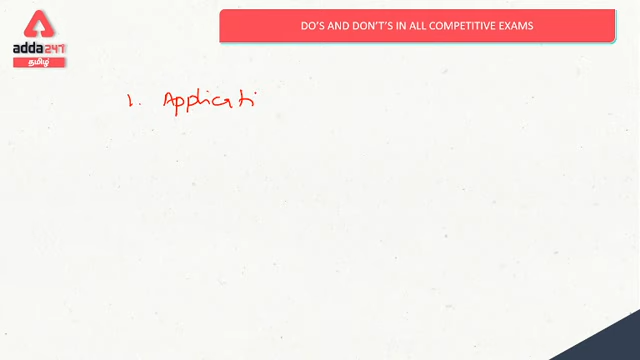 DO'S AND DON'T'S IN ALL COMPETITIVE EXAMS
adda247
தமிழ்
1. Applicati